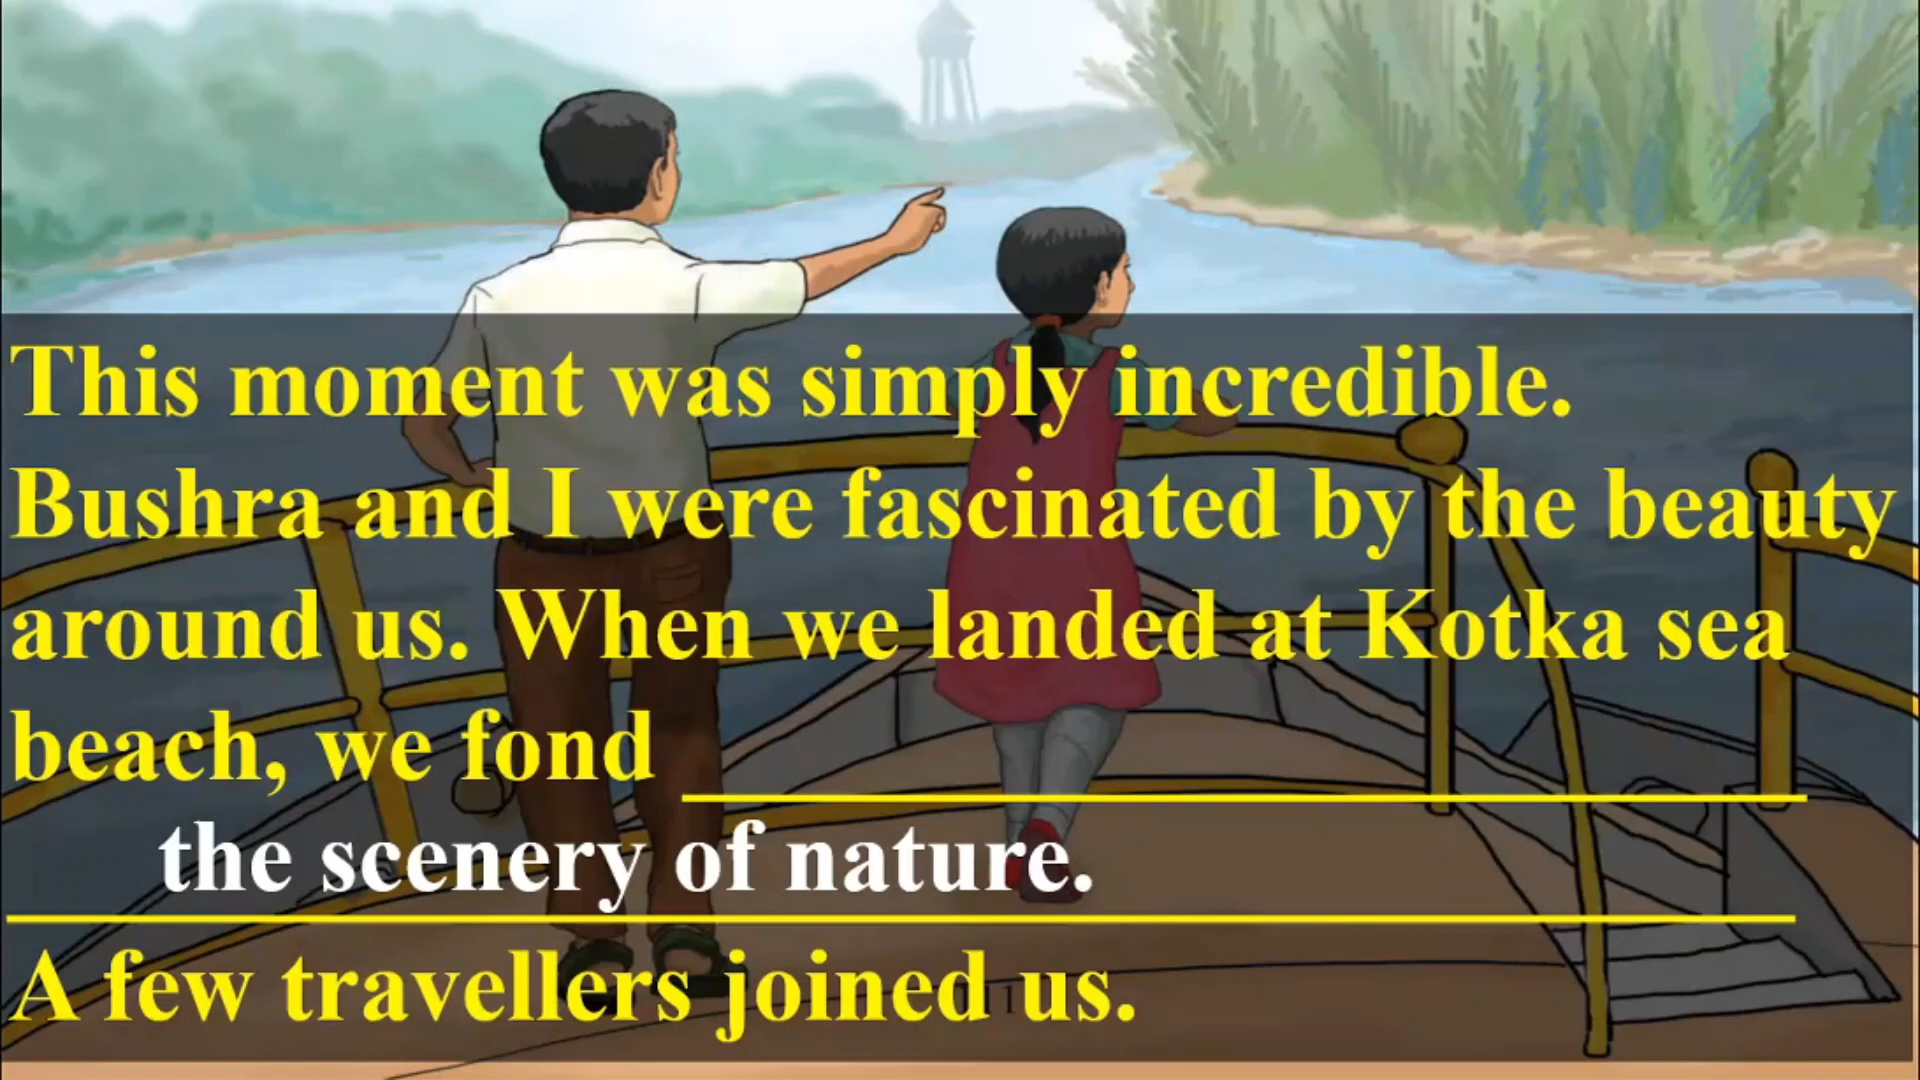 This moment was simply incredible.
Bushra and I were fascinated by the beauty
around us. When we landed at Kotka sea
beach, we fond
the scenery of nature.
A few travellers joined us.